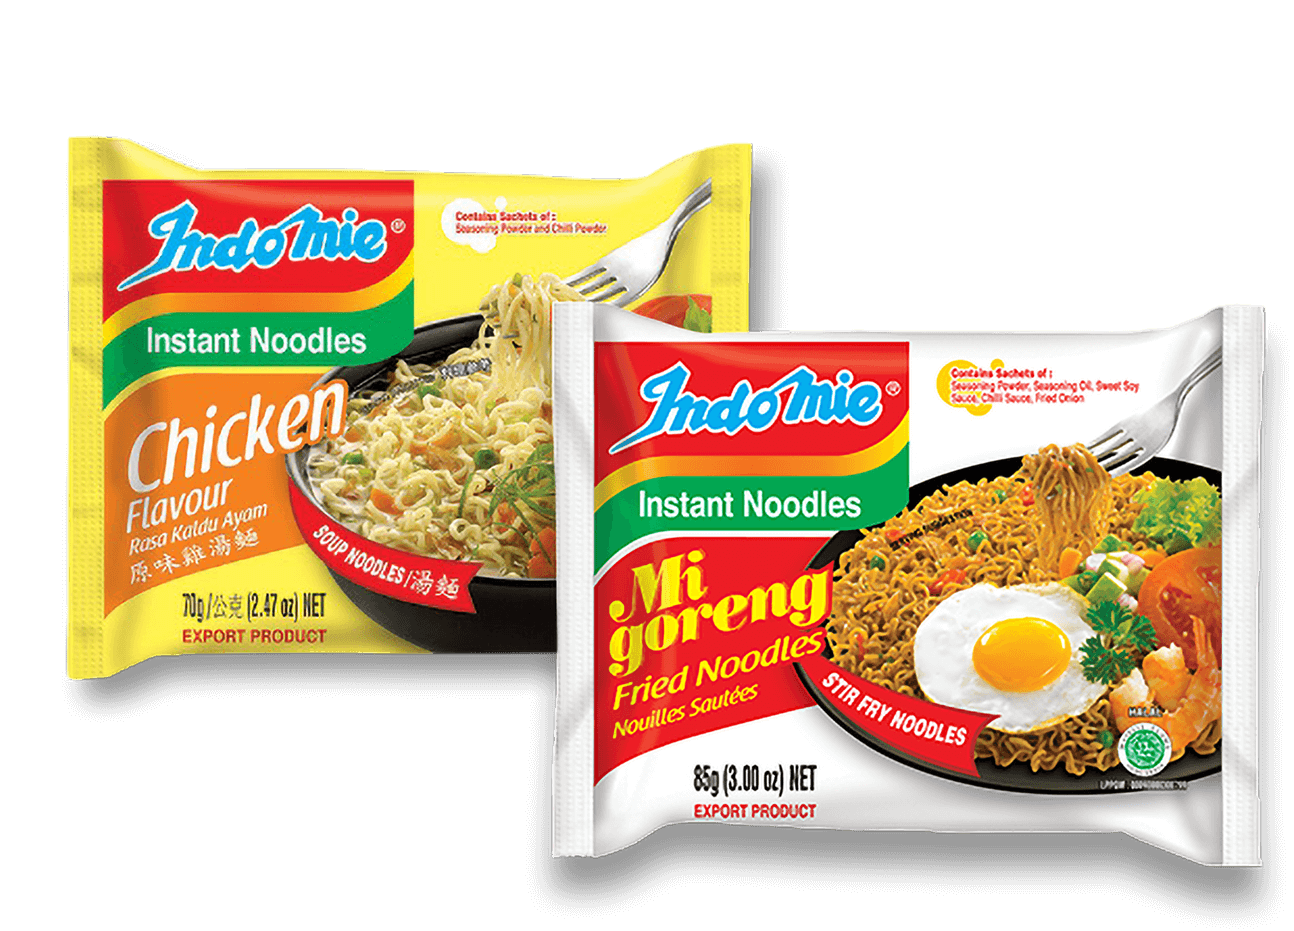 IndoMie®
Contains Sachets of :
Seasoning Powder and Chilli Powder
Instant Noodles
Chicken
Flavour
Rasa Kaldu Ayam
原味雞湯麵
SOUP NOODLES/湯麵
70g/公克 (2.47 oz) NET
EXPORT PRODUCT
IndoMie®
Contains Sachets of :
Seasoning Powder, Seasoning Oil, Sweet Soy
Sauce, Chilli Sauce, Fried Onion
Instant Noodles
SERVING SUGGESTION
Mi
goreng
Fried Noodles
Nouilles Sautées
STIR FRY NOODLES
HALAL
85g (3.00 oz) NET
EXPORT PRODUCT